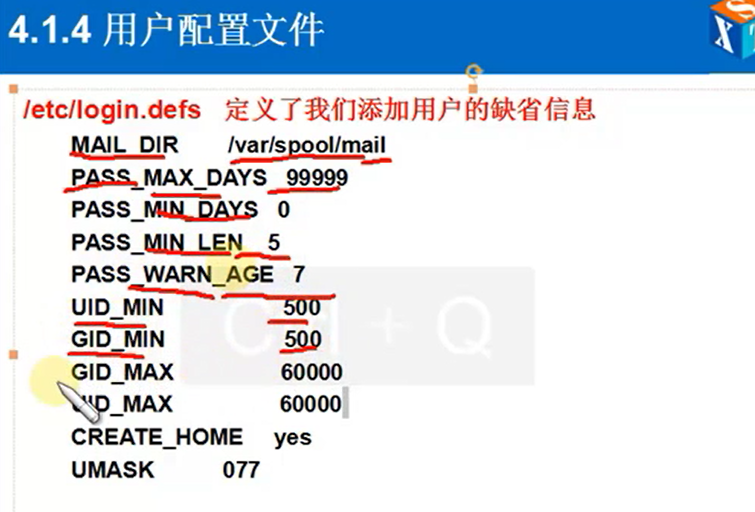 4.1.4 用户配置文件
/etc/login.defs 定义了我们添加用户的缺省信息
MAIL_DIR /var/spool/mail
PASS_MAX_DAYS 99999
PASS_MIN_DAYS 0
PASS_MIN_LEN 5
PASS_WARN_AGE 7
UID_MIN 500
GID_MIN 500
Ctrl + Q
GID_MAX 60000
UID_MAX 60000
CREATE_HOME yes
UMASK 077